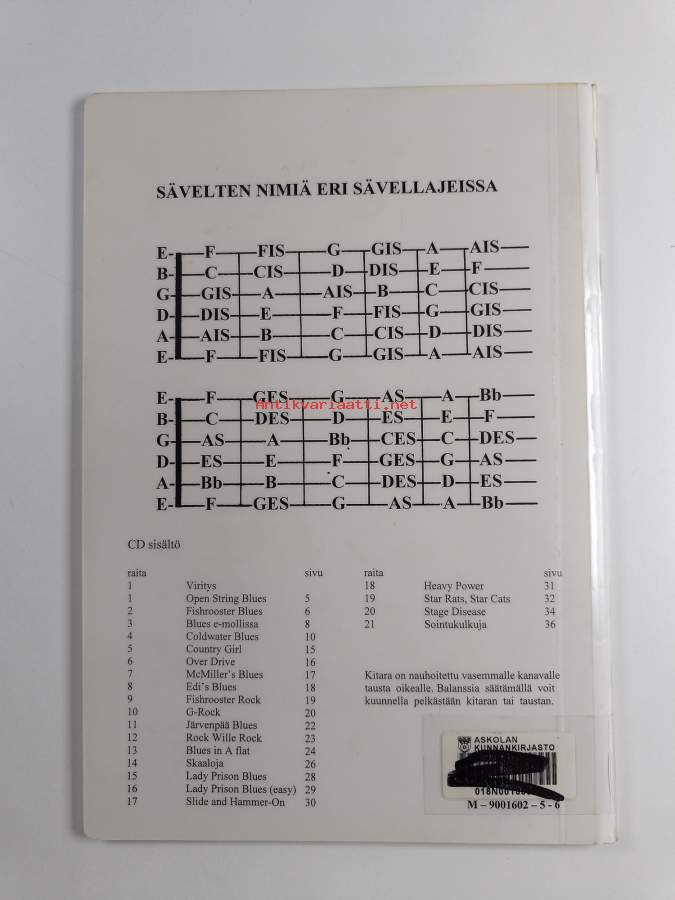 SÄVELTEN NIMIÄ ERI SÄVELLAJEISSA
E- F FIS G GIS A AIS
B- C CIS D DIS E F
G GIS A AIS B C CIS
D- DIS E F FIS G GIS
A- AIS B C CIS D DIS
E- F FIS G GIS A AIS
E- F GES G AS A Bb
Antikvariaatti.net
B- C DES D ES E F
G AS A Bb CES C DES
D- ES E F GES G AS
A- Bb B C DES D ES
E- F GES G AS A Bb
CD sisältö
raita sivu
1 Viritys
1 Open String Blues 5
2 Fishrooster Blues 6
3 Blues e-mollissa 8
4 Coldwater Blues 10
5 Country Girl 15
6 Over Drive 16
7 McMiller's Blues 17
8 Edi's Blues 18
9 Fishrooster Rock 19
10 G-Rock 20
11 Järvenpää Blues 22
12 Rock Wille Rock 23
13 Blues in A flat 24
14 Skaaloja 26
15 Lady Prison Blues 28
16 Lady Prison Blues (easy) 29
17 Slide and Hammer-On 30
raita sivu
18 Heavy Power 31
19 Star Rats, Star Cats 32
20 Stage Disease 34
21 Sointukulkuja 36
Kitara on nauhoitettu vasemmalle kanavalle
tausta oikealle. Balanssia säätämällä voit
kuunnella pelkästään kitaran tai taustan.
ASKOLAN
KUNNANKIRJASTO
M – 9001602 – 5 - 6